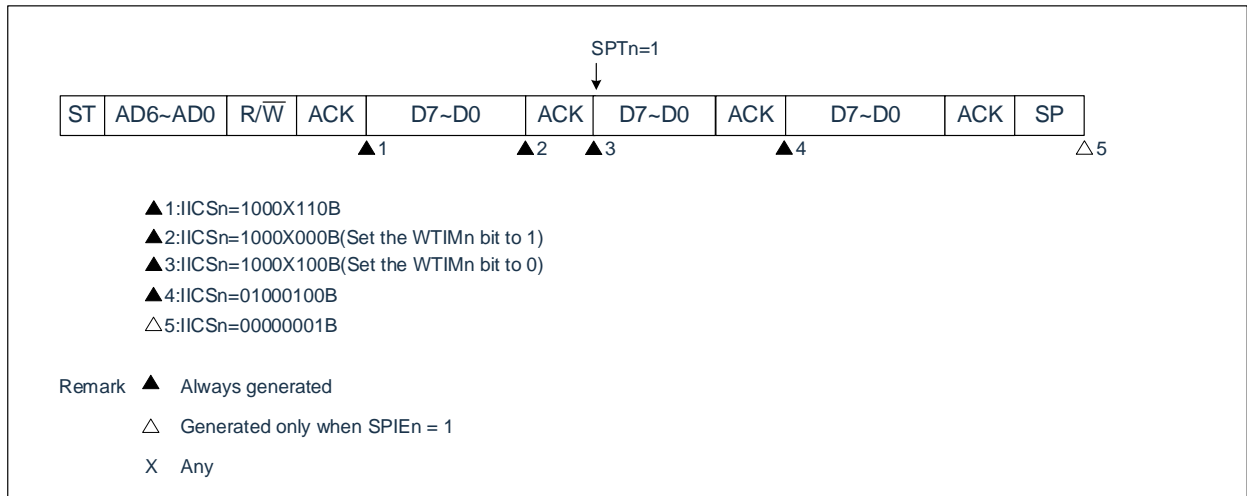 SPTn=1
ST AD6~AD0 R/W̅ ACK D7~D0 ACK D7~D0 ACK D7~D0 ACK SP
▲1 ▲2 ▲3 ▲4 △5
▲1:IICSn=1000X110B
▲2:IICSn=1000X000B(Set the WTIMn bit to 1)
▲3:IICSn=1000X100B(Set the WTIMn bit to 0)
▲4:IICSn=01000100B
△5:IICSn=00000001B
Remark ▲ Always generated
△ Generated only when SPIEn = 1
X Any